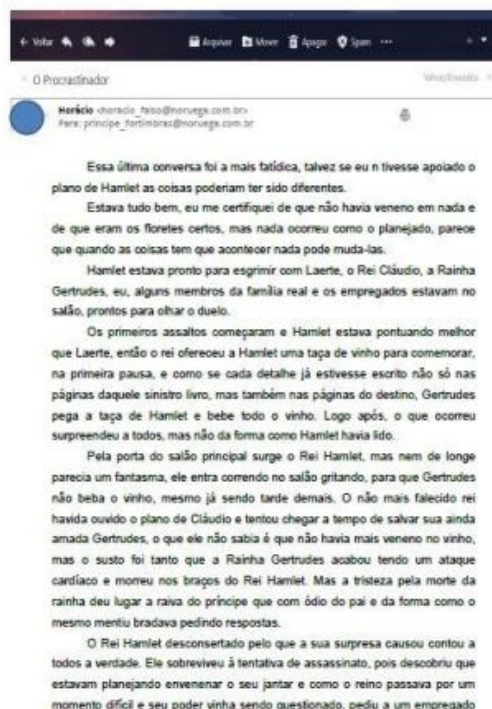 ← Voltar Arquivar Mover Apagar Spam ···
O Procrastinador
Horácio <horacio_falso@noruega.com.br>
Para: principe_fortimbras@noruega.com.br
Essa última conversa foi a mais fatídica, talvez se eu n tivesse apoiado o
plano de Hamlet as coisas poderiam ter sido diferentes.
Estava tudo bem, eu me certifiquei de que não havia veneno em nada e
de que eram os floretes certos, mas nada ocorreu como o planejado, parece
que quando as coisas tem que acontecer nada pode muda-las.
Hamlet estava pronto para esgrimir com Laerte, o Rei Cláudio, a Rainha
Gertrudes, eu, alguns membros da família real e os empregados estavam no
salão, prontos para olhar o duelo.
Os primeiros assaltos começaram e Hamlet estava pontuando melhor
que Laerte, então o rei ofereceu a Hamlet uma taça de vinho para comemorar,
na primeira pausa, e como se cada detalhe já estivesse escrito não só nas
páginas daquele sinistro livro, mas também nas páginas do destino, Gertrudes
pega a taça de Hamlet e bebe todo o vinho. Logo após, o que ocorreu
surpreendeu a todos, mas não da forma como Hamlet havia lido.
Pela porta do salão principal surge o Rei Hamlet, mas nem de longe
parecia um fantasma, ele entra correndo no salão gritando, para que Gertrudes
não beba o vinho, mesmo já sendo tarde demais. O não mais falecido rei
havida ouvido o plano de Cláudio e tentou chegar a tempo de salvar sua ainda
amada Gertrudes, o que ele não sabia é que não havia mais veneno no vinho,
mas o susto foi tanto que a Rainha Gertrudes acabou tendo um ataque
cardíaco e morreu nos braços do Rei Hamlet. Mas a tristeza pela morte da
rainha deu lugar a raiva do príncipe que com ódio do pai e da forma como o
mesmo mentiu bradava pedindo respostas.
O Rei Hamlet desconsertado pelo que a sua surpresa causou contou a
todos a verdade. Ele sobreviveu à tentativa de assassinato, pois descobriu que
estavam planejando envenenar o seu jantar e como o reino passava por um
momento difícil e seu poder vinha sendo questionado, pediu a um empregado